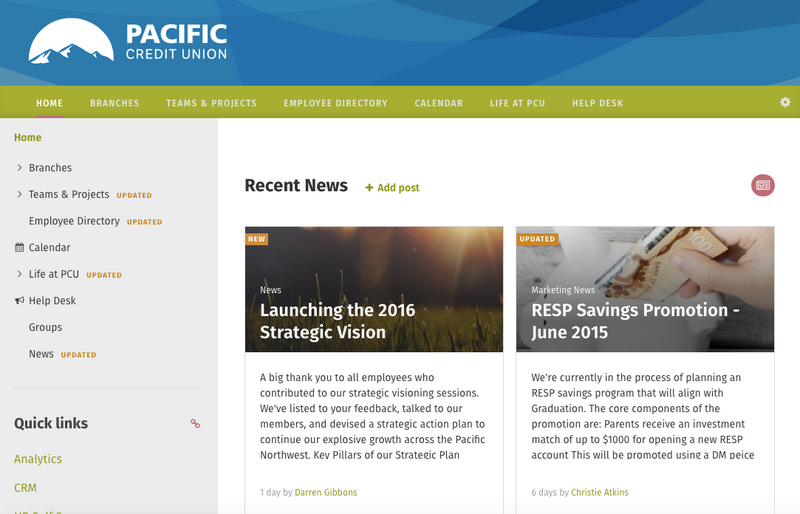 PACIFIC
CREDIT UNION
HOME BRANCHES TEAMS & PROJECTS EMPLOYEE DIRECTORY CALENDAR LIFE AT PCU HELP DESK
Home
Branches
Teams & Projects UPDATED
Employee Directory UPDATED
Calendar
Life at PCU UPDATED
Help Desk
Groups
News UPDATED
Quick links
Analytics
CRM
Recent News
+ Add post
NEW
News
Launching the 2016
Strategic Vision
A big thank you to all employees who
contributed to our strategic visioning sessions.
We've listed to your feedback, talked to our
members, and devised a strategic action plan to
continue our explosive growth across the Pacific
Northwest. Key Pillars of our Strategic Plan
1 day by Darren Gibbons
UPDATED
100
Marketing News
RESP Savings Promotion -
June 2015
We're currently in the process of planning an
RESP savings program that will align with
Graduation. The core components of the
promotion are: Parents receive an investment
match of up to $1000 for opening a new RESP
account This will be promoted using a DM peice
6 days by Christie Atkins